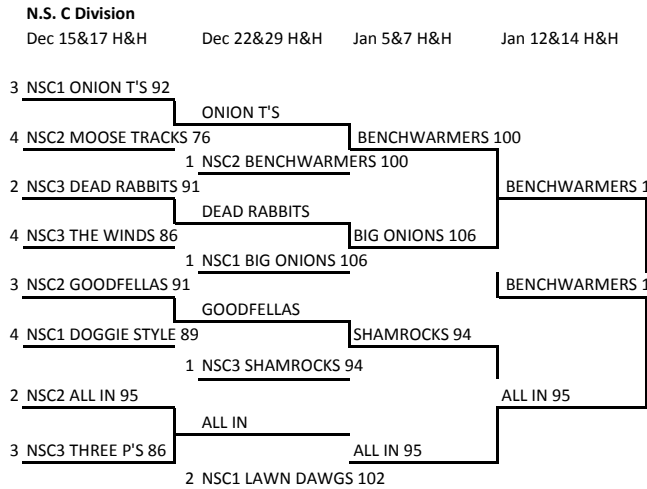 N.S. C Division
Dec 15&17 H&H Dec 22&29 H&H Jan 5&7 H&H Jan 12&14 H&H
3 NSC1 ONION T'S 92
ONION T'S
4 NSC2 MOOSE TRACKS 76 BENCHWARMERS 100
1 NSC2 BENCHWARMERS 100
2 NSC3 DEAD RABBITS 91 BENCHWARMERS 1
DEAD RABBITS
4 NSC3 THE WINDS 86 BIG ONIONS 106
1 NSC1 BIG ONIONS 106
3 NSC2 GOODFELLAS 91 BENCHWARMERS 1
GOODFELLAS
4 NSC1 DOGGIE STYLE 89 SHAMROCKS 94
1 NSC3 SHAMROCKS 94
2 NSC2 ALL IN 95 ALL IN 95
ALL IN
3 NSC3 THREE P'S 86 ALL IN 95
2 NSC1 LAWN DAWGS 102